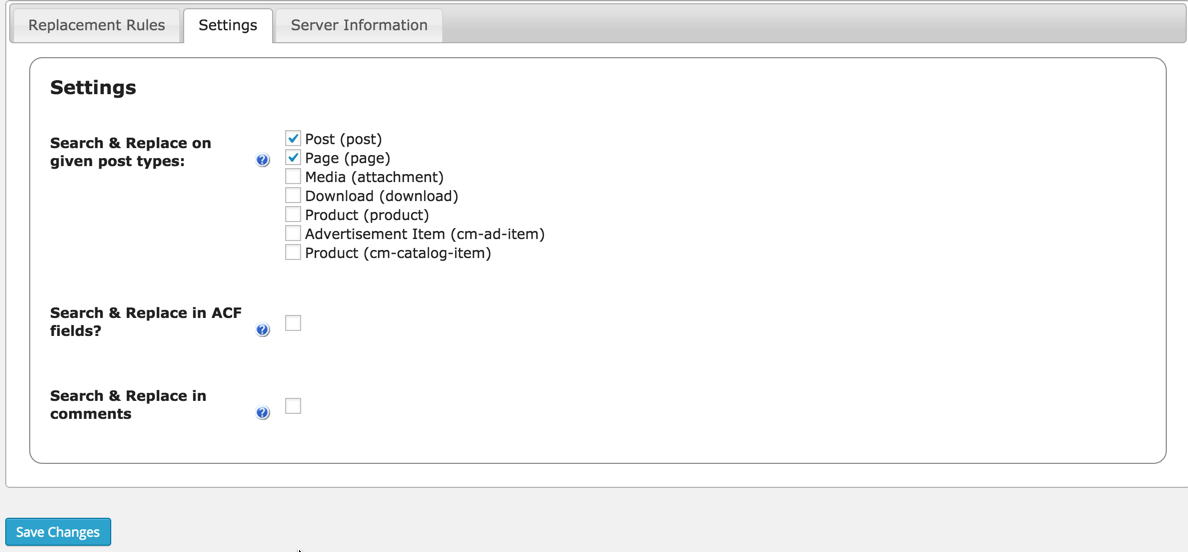 Replacement Rules Settings Server Information
Settings
Search & Replace on
given post types:
?
Post (post)
Page (page)
Media (attachment)
Download (download)
Product (product)
Advertisement Item (cm-ad-item)
Product (cm-catalog-item)
Search & Replace in ACF
fields?
?
Search & Replace in
comments
?
Save Changes